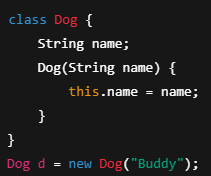 class Dog {
    String name;
    Dog(String name) {
        this.name = name;
    }
}
Dog d = new Dog("Buddy");